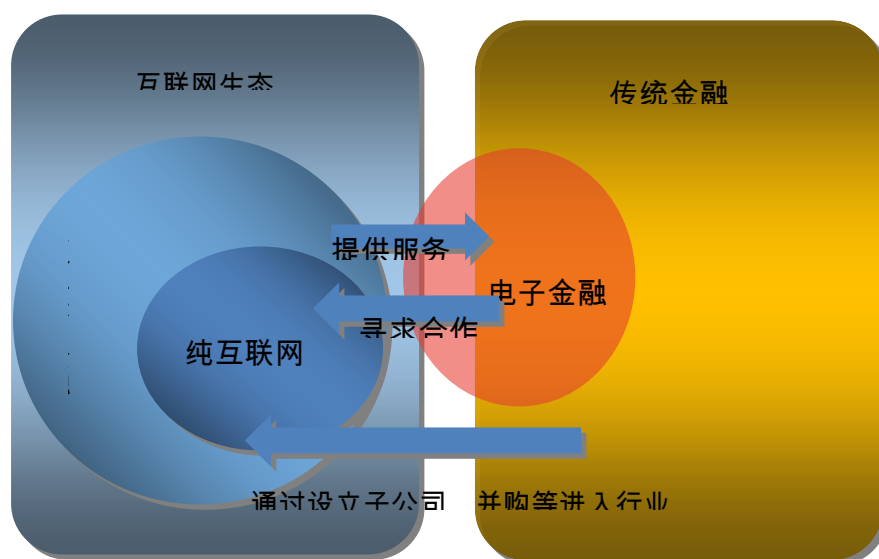 互联网生态
传统金融
提供服务
电子金融
寻求合作
纯互联网
通过设立子公司 并购等进入行业